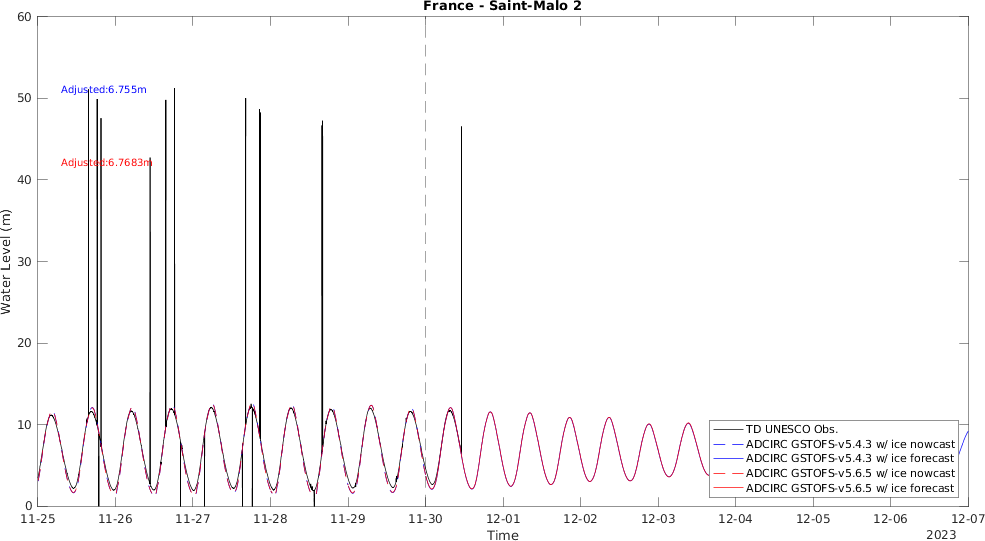 France - Saint-Malo 2
60
50
40
30
20
10
0
Water Level (m)
Adjusted:6.755m
Adjusted:6.7683m
TD UNESCO Obs.
ADCIRC GSTOFS-v5.4.3 w/ ice nowcast
ADCIRC GSTOFS-v5.4.3 w/ ice forecast
ADCIRC GSTOFS-v5.6.5 w/ ice nowcast
ADCIRC GSTOFS-v5.6.5 w/ ice forecast
11-25 11-26 11-27 11-28 11-29 11-30 12-01 12-02 12-03 12-04 12-05 12-06 12-07
Time
2023